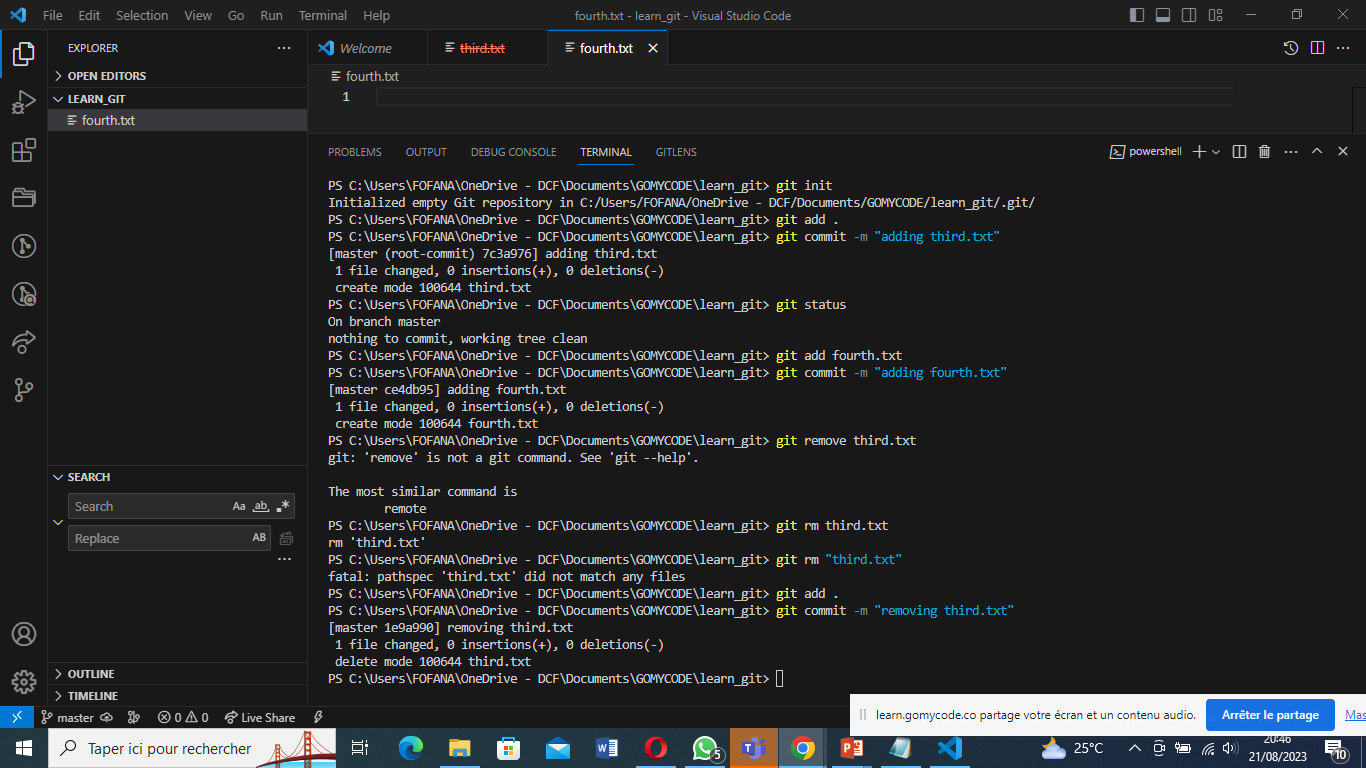 File Edit Selection View Go Run Terminal Help
fourth.txt - learn_git - Visual Studio Code
EXPLORER
OPEN EDITORS
LEARN_GIT
fourth.txt
SEARCH
Search Aa ab
Replace AB
OUTLINE
TIMELINE
Welcome third.txt fourth.txt
fourth.txt
1
PROBLEMS OUTPUT DEBUG CONSOLE TERMINAL GITLENS
powershell
PS C:\Users\FOFANA\OneDrive - DCF\Documents\GOMYCODE\learn_git> git init
Initialized empty Git repository in C:/Users/FOFANA/OneDrive - DCF/Documents/GOMYCODE/learn_git/.git/
PS C:\Users\FOFANA\OneDrive - DCF\Documents\GOMYCODE\learn_git> git add .
PS C:\Users\FOFANA\OneDrive - DCF\Documents\GOMYCODE\learn_git> git commit -m "adding third.txt"
[master (root-commit) 7c3a976] adding third.txt
1 file changed, 0 insertions(+), 0 deletions(-)
create mode 100644 third.txt
PS C:\Users\FOFANA\OneDrive - DCF\Documents\GOMYCODE\learn_git> git status
On branch master
nothing to commit, working tree clean
PS C:\Users\FOFANA\OneDrive - DCF\Documents\GOMYCODE\learn_git> git add fourth.txt
PS C:\Users\FOFANA\OneDrive - DCF\Documents\GOMYCODE\learn_git> git commit -m "adding fourth.txt"
[master ce4db95] adding fourth.txt
1 file changed, 0 insertions(+), 0 deletions(-)
create mode 100644 fourth.txt
PS C:\Users\FOFANA\OneDrive - DCF\Documents\GOMYCODE\learn_git> git remove third.txt
git: 'remove' is not a git command. See 'git --help'.
The most similar command is
remote
PS C:\Users\FOFANA\OneDrive - DCF\Documents\GOMYCODE\learn_git> git rm third.txt
rm 'third.txt'
PS C:\Users\FOFANA\OneDrive - DCF\Documents\GOMYCODE\learn_git> git rm "third.txt"
fatal: pathspec 'third.txt' did not match any files
PS C:\Users\FOFANA\OneDrive - DCF\Documents\GOMYCODE\learn_git> git add .
PS C:\Users\FOFANA\OneDrive - DCF\Documents\GOMYCODE\learn_git> git commit -m "removing third.txt"
[master 1e9a990] removing third.txt
1 file changed, 0 insertions(+), 0 deletions(-)
delete mode 100644 third.txt
PS C:\Users\FOFANA\OneDrive - DCF\Documents\GOMYCODE\learn_git>
master 0 0 Live Share
learn.gomycode.co partage votre écran et un contenu audio. Arrêter le partage Mas
Taper ici pour rechercher
5
25°C
20:46
21/08/2023
10